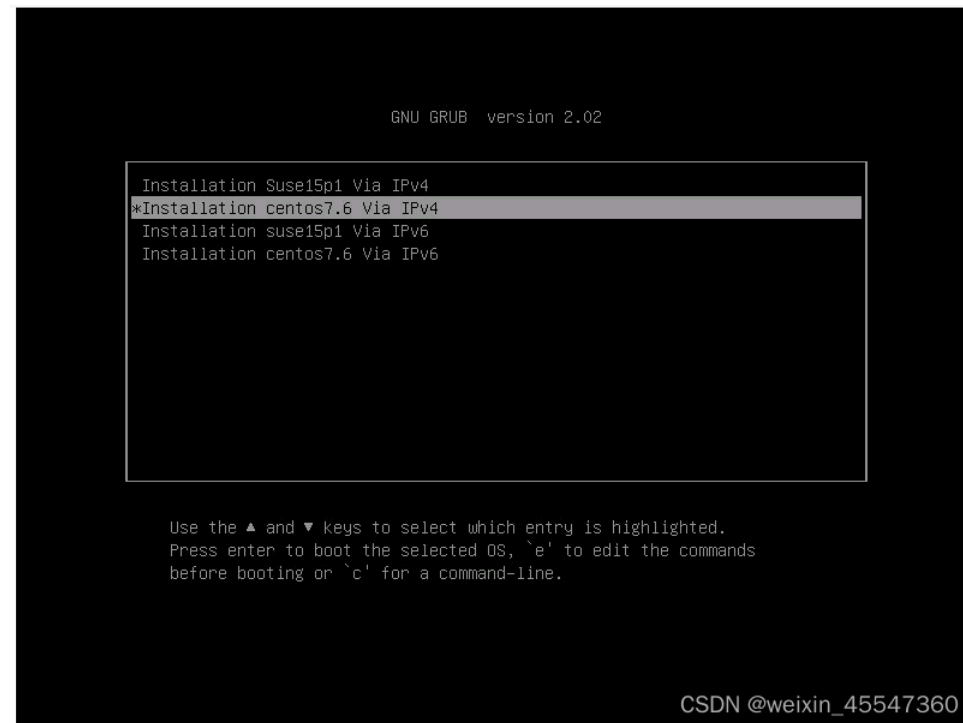 GNU GRUB version 2.02
Installation Suse15p1 Via IPv4
*Installation centos7.6 Via IPv4
Installation suse15p1 Via IPv6
Installation centos7.6 Via IPv6
Use the ▲ and ▼ keys to select which entry is highlighted.
Press enter to boot the selected OS, `e' to edit the commands
before booting or `c' for a command-line.
CSDN @weixin_45547360